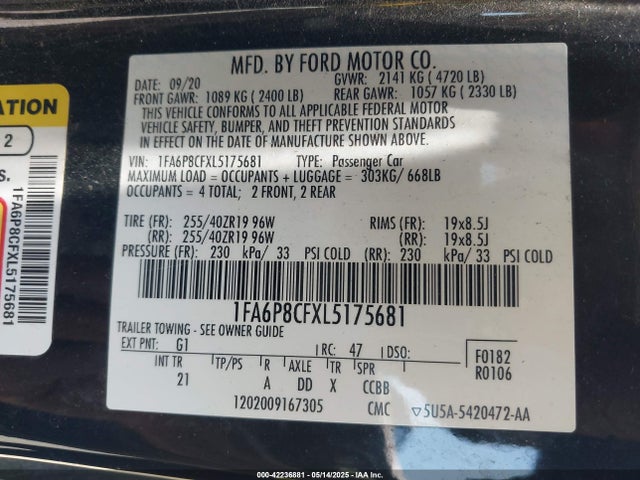 ATION
2
S.
1FA6P8CFXL5175681
MFD. BY FORD MOTOR CO.
DATE: 09/20 GVWR: 2141 KG ( 4720 LB)
FRONT GAWR: 1089 KG ( 2400 LB) REAR GAWR: 1057 KG ( 2330 LB)
THIS VEHICLE CONFORMS TO ALL APPLICABLE FEDERAL MOTOR
VEHICLE SAFETY, BUMPER, AND THEFT PREVENTION STANDARDS
IN EFFECT ON THE DATE OF MANUFACTURE SHOWN ABOVE.
VIN: 1FA6P8CFXL5175681 TYPE: Passenger Car
MAXIMUM LOAD = OCCUPANTS + LUGGAGE = 303KG/ 668LB
OCCUPANTS = 4 TOTAL; 2 FRONT, 2 REAR
TIRE (FR): 255/40ZR19 96W RIMS (FR): 19x8.5J
(RR): 255/40ZR19 96W (RR): 19x8.5J
PRESSURE (FR): 230 kPa/ 33 PSI COLD (RR): 230 kPa/ 33 PSI COLD
1FA6P8CFXL5175681
TRAILER TOWING - SEE OWNER GUIDE
EXT PNT: G1 RC: 47 DSO: F0182
R0106
INT TR TP/PS R AXLE TR SPR
21 A DD X CCBB
1202009167305 CMC ▽5U5A-5420472-AA
000-42236881 - 05/14/2025 - IAA Inc.